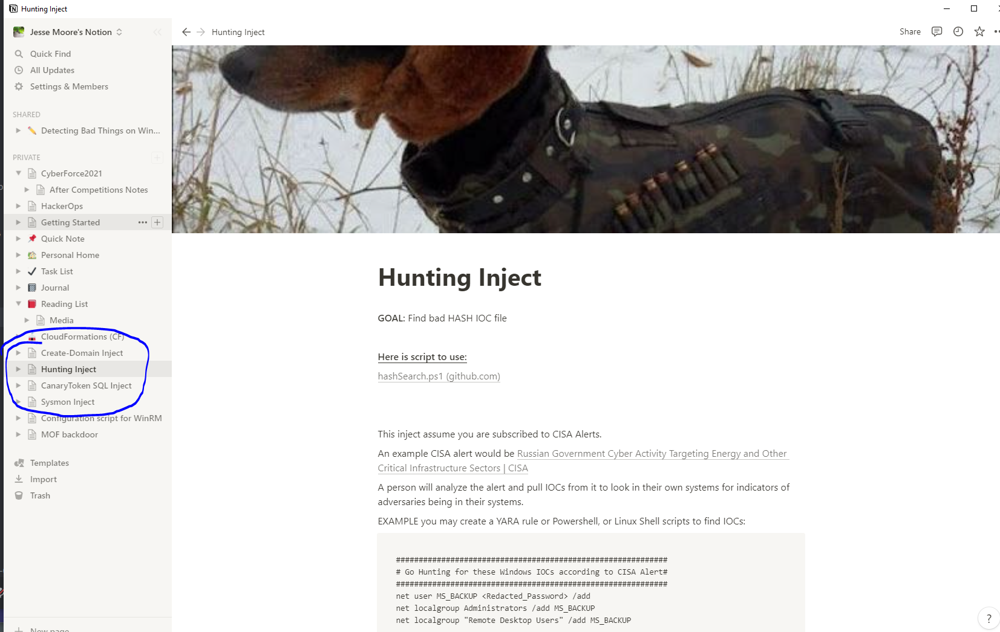 Hunting Inject
Jesse Moore's Notion
Quick Find
All Updates
Settings & Members
SHARED
Detecting Bad Things on Win...
PRIVATE
CyberForce2021
After Competitions Notes
HackerOps
Getting Started
Quick Note
Personal Home
Task List
Journal
Reading List
Media
CloudFormations (CF)
Create-Domain Inject
Hunting Inject
CanaryToken SQL Inject
Sysmon Inject
Configuration script for WinRM
MOF backdoor
Templates
Import
Trash
New page
Hunting Inject
Share
Hunting Inject
GOAL: Find bad HASH IOC file
Here is script to use:
hashSearch.ps1 (github.com)
This inject assume you are subscribed to CISA Alerts.
An example CISA alert would be Russian Government Cyber Activity Targeting Energy and Other
Critical Infrastructure Sectors | CISA
A person will analyze the alert and pull IOCs from it to look in their own systems for indicators of
adversaries being in their systems.
EXAMPLE you may create a YARA rule or Powershell, or Linux Shell scripts to find IOCs:
############################################################
# Go Hunting for these Windows IOCs according to CISA Alert#
############################################################
net user MS_BACKUP <Redacted_Password> /add
net localgroup Administrators /add MS_BACKUP
net localgroup "Remote Desktop Users" /add MS_BACKUP
?